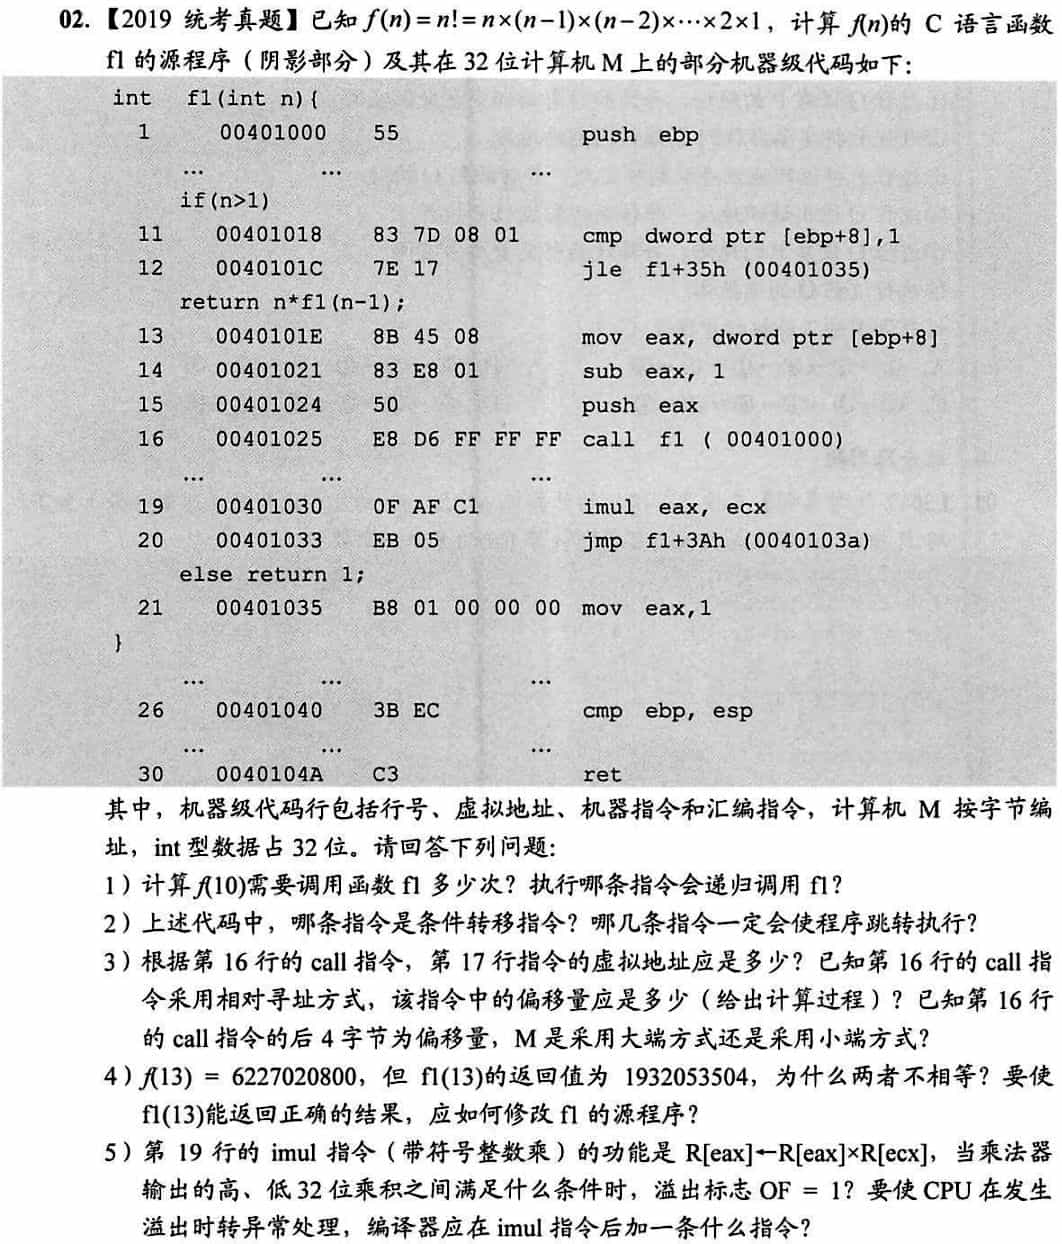 02.【2019 统考真题】已知 f(n) = n! = n×(n−1)×(n−2)×⋯×2×1，计算 f(n)的 C 语言函数
f1 的源程序（阴影部分）及其在 32 位计算机 M 上的部分机器级代码如下：
int f1(int n){
1 00401000 55 push ebp
… … …
if(n>1)
11 00401018 83 7D 08 01 cmp dword ptr [ebp+8],1
12 0040101C 7E 17 jle f1+35h (00401035)
return n*f1(n-1);
13 0040101E 8B 45 08 mov eax, dword ptr [ebp+8]
14 00401021 83 E8 01 sub eax, 1
15 00401024 50 push eax
16 00401025 E8 D6 FF FF FF call f1 ( 00401000)
… … …
19 00401030 0F AF C1 imul eax, ecx
20 00401033 EB 05 jmp f1+3Ah (0040103a)
else return 1;
21 00401035 B8 01 00 00 00 mov eax,1
}
… … …
26 00401040 3B EC cmp ebp, esp
… … …
30 0040104A C3 ret
其中，机器级代码行包括行号、虚拟地址、机器指令和汇编指令，计算机 M 按字节编
址，int 型数据占 32 位。请回答下列问题：
1）计算 f(10)需要调用函数 f1 多少次？执行哪条指令会递归调用 f1？
2）上述代码中，哪条指令是条件转移指令？哪几条指令一定会使程序跳转执行？
3）根据第 16 行的 call 指令，第 17 行指令的虚拟地址应是多少？已知第 16 行的 call 指
令采用相对寻址方式，该指令中的偏移量应是多少（给出计算过程）？已知第 16 行
的 call 指令的后 4 字节为偏移量，M 是采用大端方式还是采用小端方式？
4）f(13) = 6227020800，但 f1(13)的返回值为 1932053504，为什么两者不相等？要使
f1(13)能返回正确的结果，应如何修改 f1 的源程序？
5）第 19 行的 imul 指令（带符号整数乘）的功能是 R[eax]←R[eax]×R[ecx]，当乘法器
输出的高、低 32 位乘积之间满足什么条件时，溢出标志 OF = 1？要使 CPU 在发生
溢出时转异常处理，编译器应在 imul 指令后加一条什么指令？